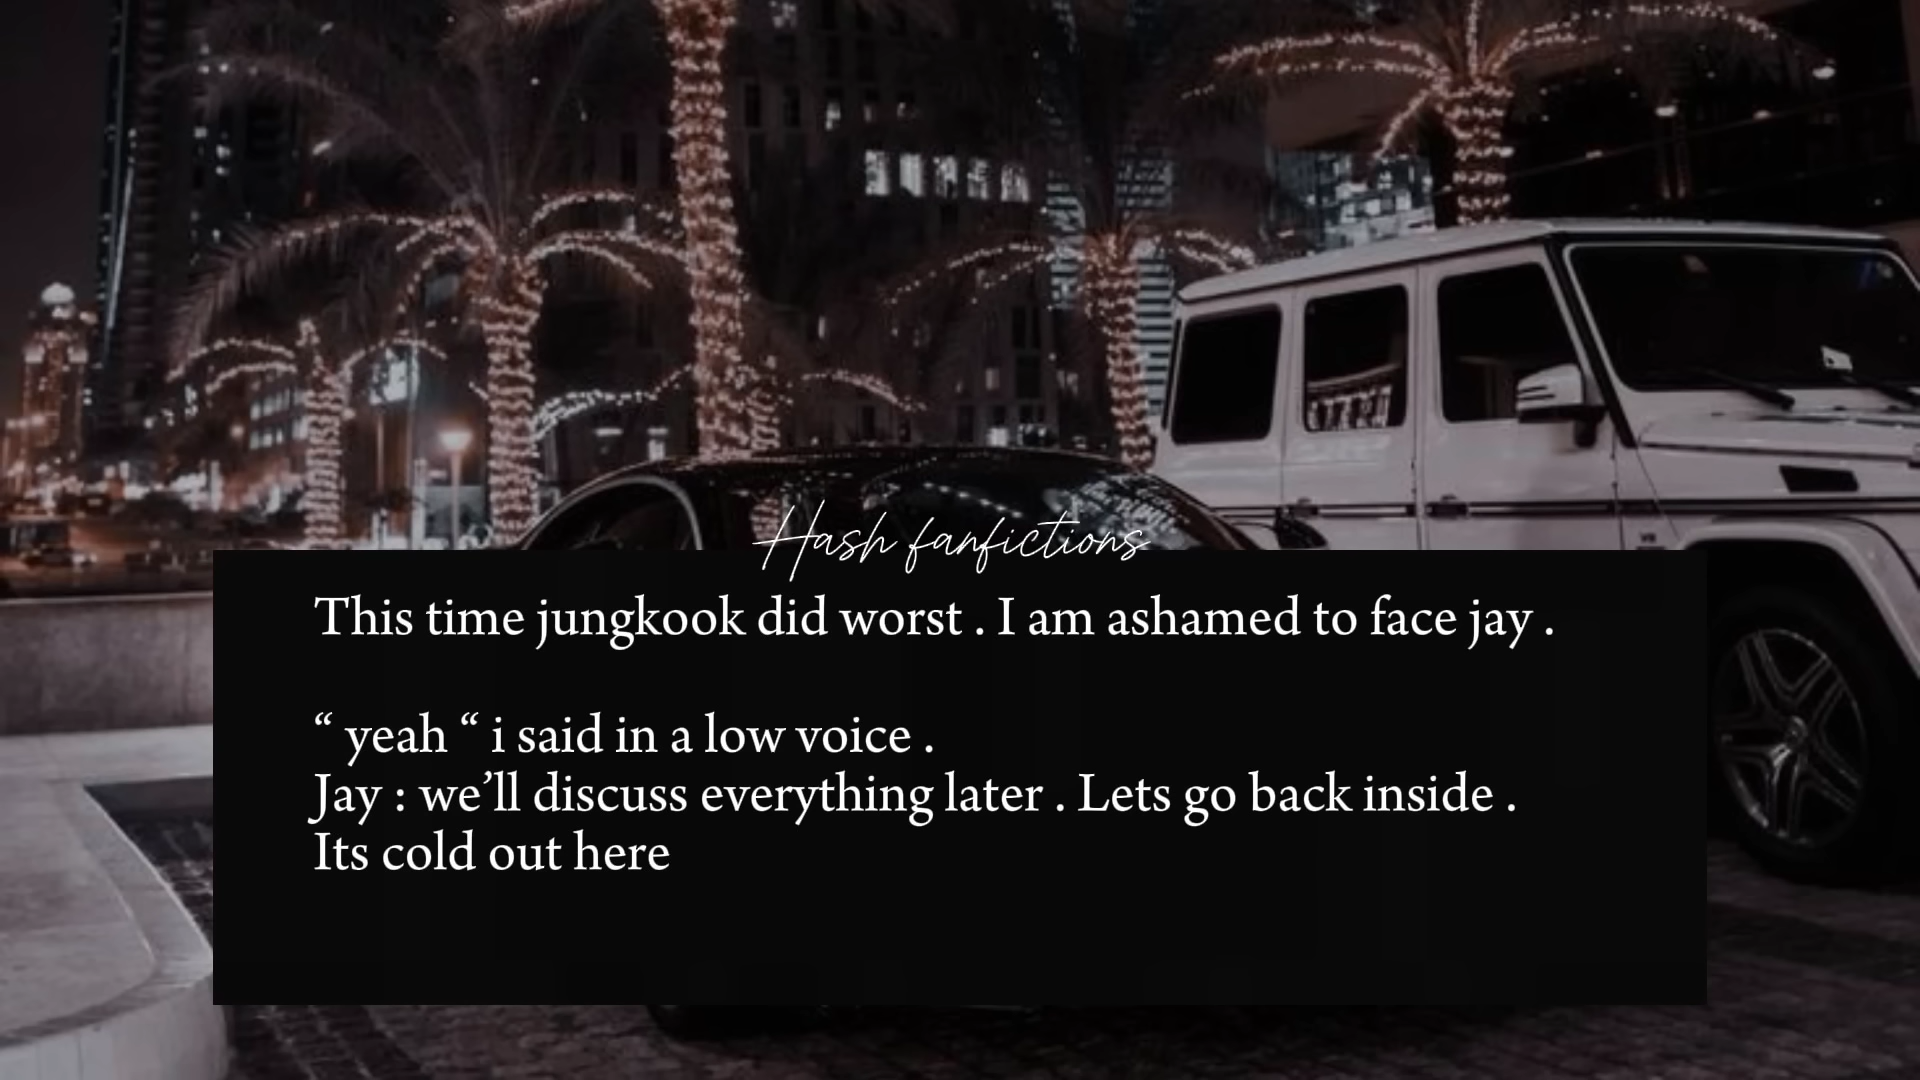 Hash fanfictions
This time jungkook did worst . I am ashamed to face jay .
“ yeah “ i said in a low voice .
Jay : we’ll discuss everything later . Lets go back inside .
Its cold out here